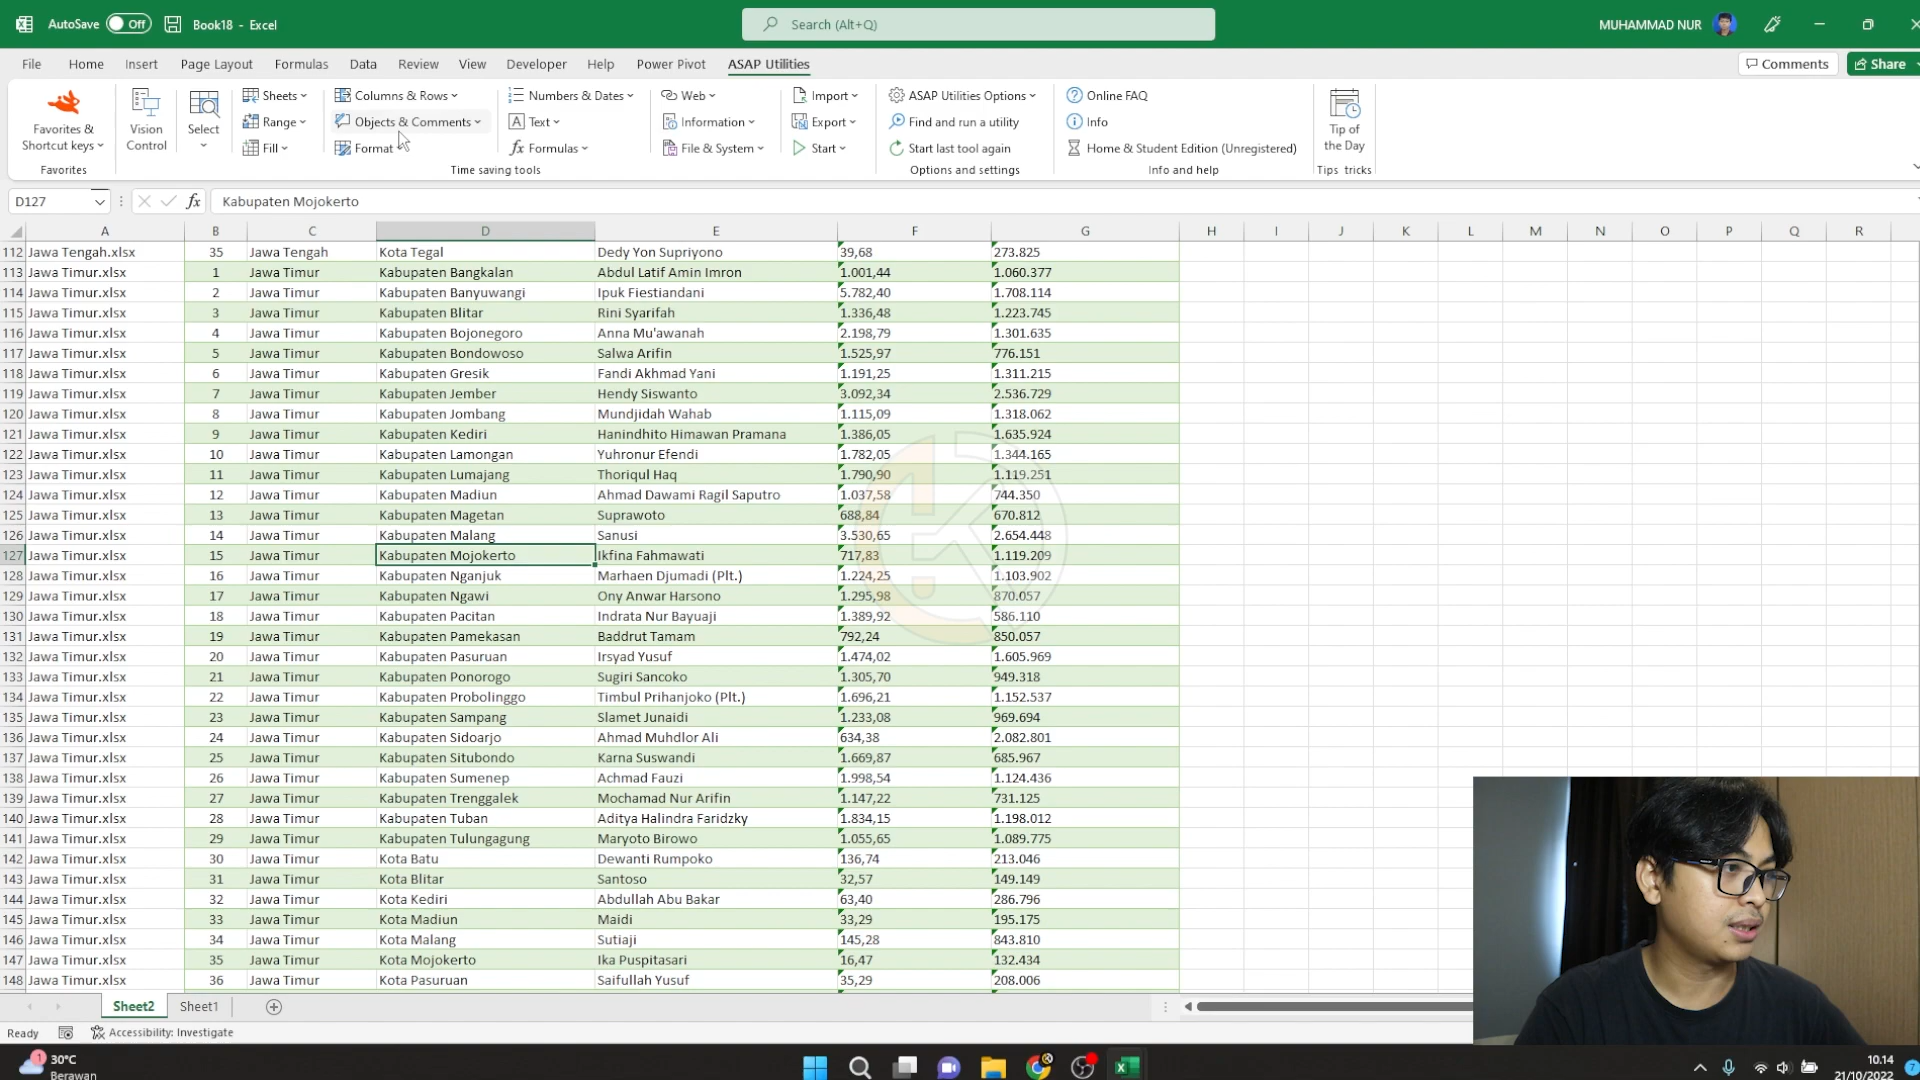 AutoSave Off Book18 - Excel Search (Alt+Q) MUHAMMAD NUR
File Home Insert Page Layout Formulas Data Review View Developer Help Power Pivot ASAP Utilities Comments Share
Sheets Columns & Rows Numbers & Dates Web Import ASAP Utilities Options Online FAQ
Favorites & Shortcut keys Vision Control Select Range Objects & Comments Text Information Export Find and run a utility Info Tip of the Day
Fill Format Formulas File & System Start Start last tool again Home & Student Edition (Unregistered)
Favorites Time saving tools Options and settings Info and help Tips tricks
D127 fx Kabupaten Mojokerto
A B C D E F G H I J K L M N O P Q R
112 Jawa Tengah.xlsx 35 Jawa Tengah Kota Tegal Dedy Yon Supriyono 39,68 273.825
113 Jawa Timur.xlsx 1 Jawa Timur Kabupaten Bangkalan Abdul Latif Amin Imron 1.001,44 1.060.377
114 Jawa Timur.xlsx 2 Jawa Timur Kabupaten Banyuwangi Ipuk Fiestiandani 5.782,40 1.708.114
115 Jawa Timur.xlsx 3 Jawa Timur Kabupaten Blitar Rini Syarifah 1.336,48 1.223.745
116 Jawa Timur.xlsx 4 Jawa Timur Kabupaten Bojonegoro Anna Mu'awanah 2.198,79 1.301.635
117 Jawa Timur.xlsx 5 Jawa Timur Kabupaten Bondowoso Salwa Arifin 1.525,97 776.151
118 Jawa Timur.xlsx 6 Jawa Timur Kabupaten Gresik Fandi Akhmad Yani 1.191,25 1.311.215
119 Jawa Timur.xlsx 7 Jawa Timur Kabupaten Jember Hendy Siswanto 3.092,34 2.536.729
120 Jawa Timur.xlsx 8 Jawa Timur Kabupaten Jombang Mundjidah Wahab 1.115,09 1.318.062
121 Jawa Timur.xlsx 9 Jawa Timur Kabupaten Kediri Hanindhito Himawan Pramana 1.386,05 1.635.924
122 Jawa Timur.xlsx 10 Jawa Timur Kabupaten Lamongan Yuhronur Efendi 1.782,05 1.344.165
123 Jawa Timur.xlsx 11 Jawa Timur Kabupaten Lumajang Thoriqul Haq 1.790,90 1.119.251
124 Jawa Timur.xlsx 12 Jawa Timur Kabupaten Madiun Ahmad Dawami Ragil Saputro 1.037,58 744.350
125 Jawa Timur.xlsx 13 Jawa Timur Kabupaten Magetan Suprawoto 688,84 670.812
126 Jawa Timur.xlsx 14 Jawa Timur Kabupaten Malang Sanusi 3.530,65 2.654.448
127 Jawa Timur.xlsx 15 Jawa Timur Kabupaten Mojokerto Ikfina Fahmawati 717,83 1.119.209
128 Jawa Timur.xlsx 16 Jawa Timur Kabupaten Nganjuk Marhaen Djumadi (Plt.) 1.224,25 1.103.902
129 Jawa Timur.xlsx 17 Jawa Timur Kabupaten Ngawi Ony Anwar Harsono 1.295,98 870.057
130 Jawa Timur.xlsx 18 Jawa Timur Kabupaten Pacitan Indrata Nur Bayuaji 1.389,92 586.110
131 Jawa Timur.xlsx 19 Jawa Timur Kabupaten Pamekasan Baddrut Tamam 792,24 850.057
132 Jawa Timur.xlsx 20 Jawa Timur Kabupaten Pasuruan Irsyad Yusuf 1.474,02 1.605.969
133 Jawa Timur.xlsx 21 Jawa Timur Kabupaten Ponorogo Sugiri Sancoko 1.305,70 949.318
134 Jawa Timur.xlsx 22 Jawa Timur Kabupaten Probolinggo Timbul Prihanjoko (Plt.) 1.696,21 1.152.537
135 Jawa Timur.xlsx 23 Jawa Timur Kabupaten Sampang Slamet Junaidi 1.233,08 969.694
136 Jawa Timur.xlsx 24 Jawa Timur Kabupaten Sidoarjo Ahmad Muhdlor Ali 634,38 2.082.801
137 Jawa Timur.xlsx 25 Jawa Timur Kabupaten Situbondo Karna Suswandi 1.669,87 685.967
138 Jawa Timur.xlsx 26 Jawa Timur Kabupaten Sumenep Achmad Fauzi 1.998,54 1.124.436
139 Jawa Timur.xlsx 27 Jawa Timur Kabupaten Trenggalek Mochamad Nur Arifin 1.147,22 731.125
140 Jawa Timur.xlsx 28 Jawa Timur Kabupaten Tuban Aditya Halindra Faridzky 1.834,15 1.198.012
141 Jawa Timur.xlsx 29 Jawa Timur Kabupaten Tulungagung Maryoto Birowo 1.055,65 1.089.775
142 Jawa Timur.xlsx 30 Jawa Timur Kota Batu Dewanti Rumpoko 136,74 213.046
143 Jawa Timur.xlsx 31 Jawa Timur Kota Blitar Santoso 32,57 149.149
144 Jawa Timur.xlsx 32 Jawa Timur Kota Kediri Abdullah Abu Bakar 63,40 286.796
145 Jawa Timur.xlsx 33 Jawa Timur Kota Madiun Maidi 33,29 195.175
146 Jawa Timur.xlsx 34 Jawa Timur Kota Malang Sutiaji 145,28 843.810
147 Jawa Timur.xlsx 35 Jawa Timur Kota Mojokerto Ika Puspitasari 16,47 132.434
148 Jawa Timur.xlsx 36 Jawa Timur Kota Pasuruan Saifullah Yusuf 35,29 208.006
Sheet2 Sheet1
Ready Accessibility: Investigate
1 30°C 10.14
Berawan 21/10/2022 7